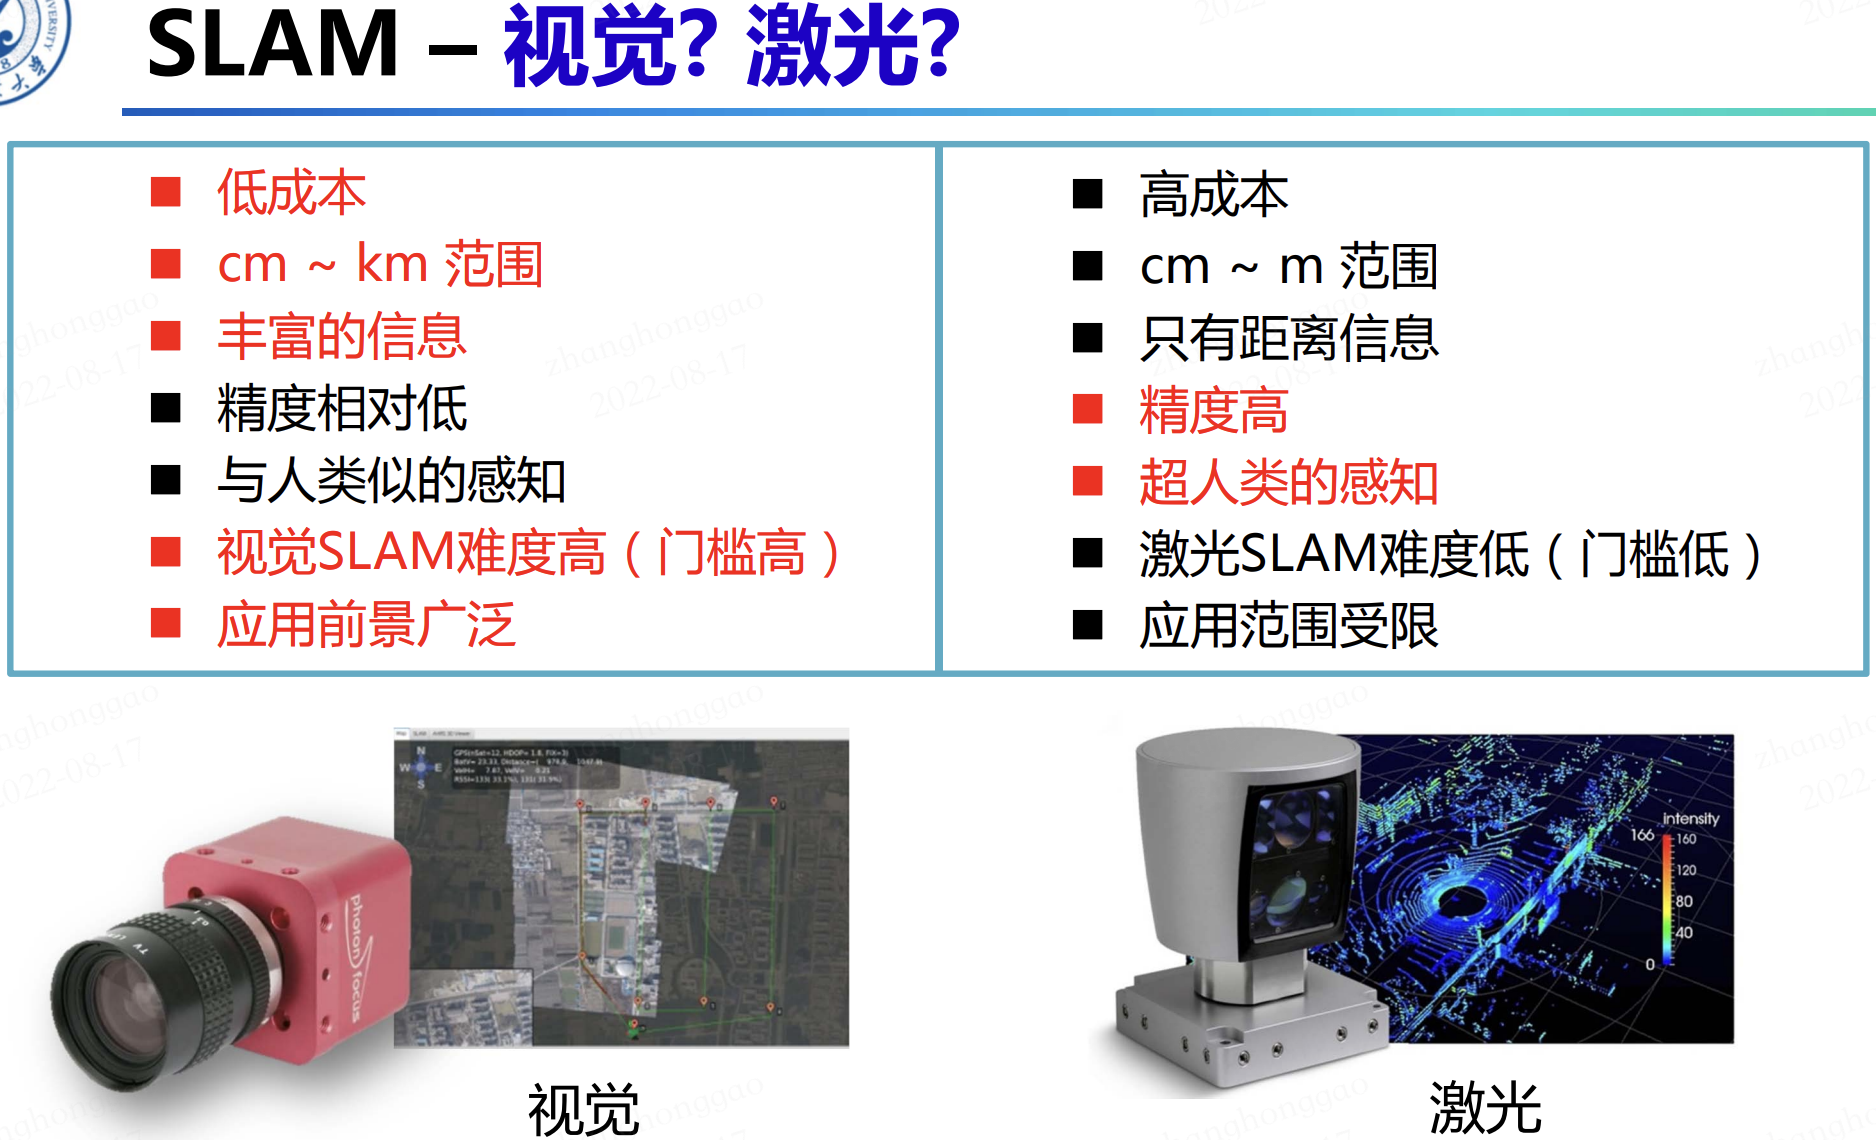 SLAM – 视觉? 激光?
低成本
cm ~ km 范围
丰富的信息
精度相对低
与人类似的感知
视觉SLAM难度高（门槛高）
应用前景广泛
高成本
cm ~ m 范围
只有距离信息
精度高
超人类的感知
激光SLAM难度低（门槛低）
应用范围受限
photonfocus
N
W E
S
intensity
166
160
120
80
40
0
视觉
激光
zhanghonggao
2022-08-17